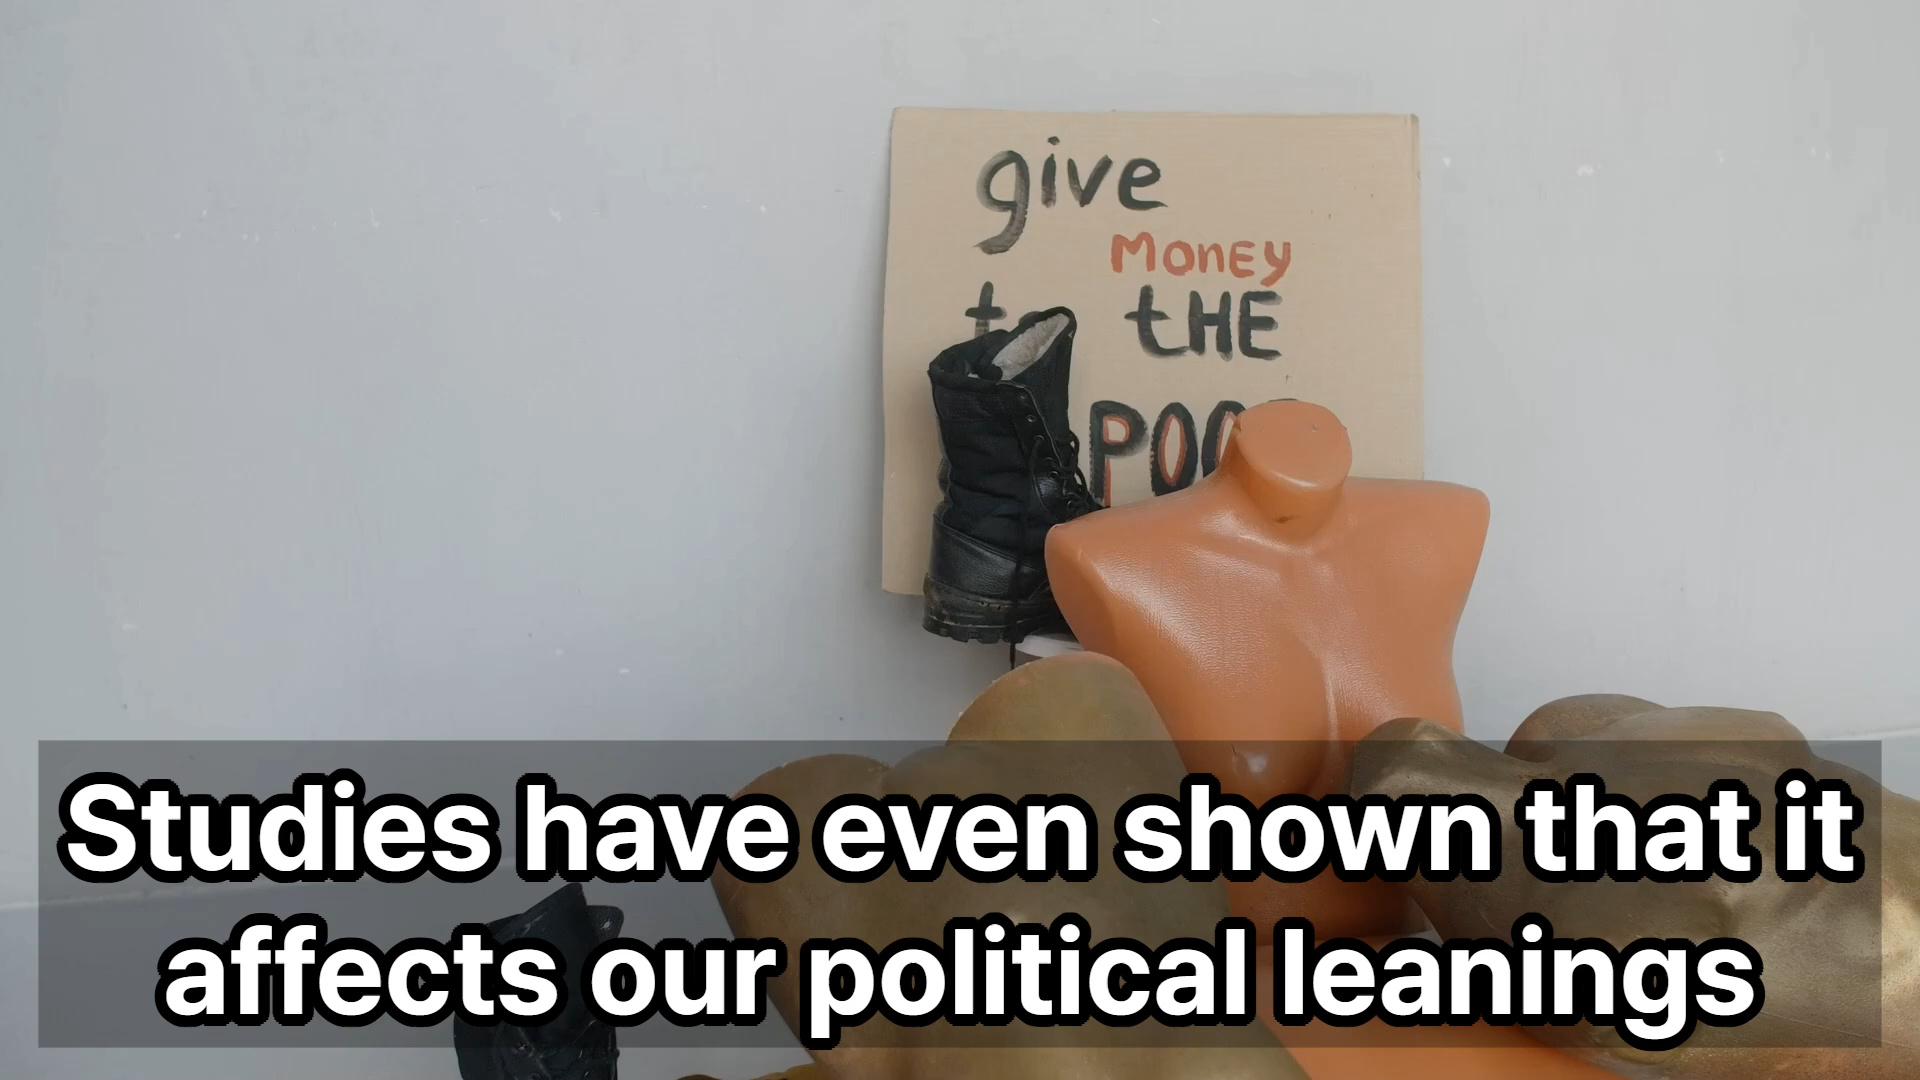 give
Money
tHE
Studies have even shown that it
affects our political leanings